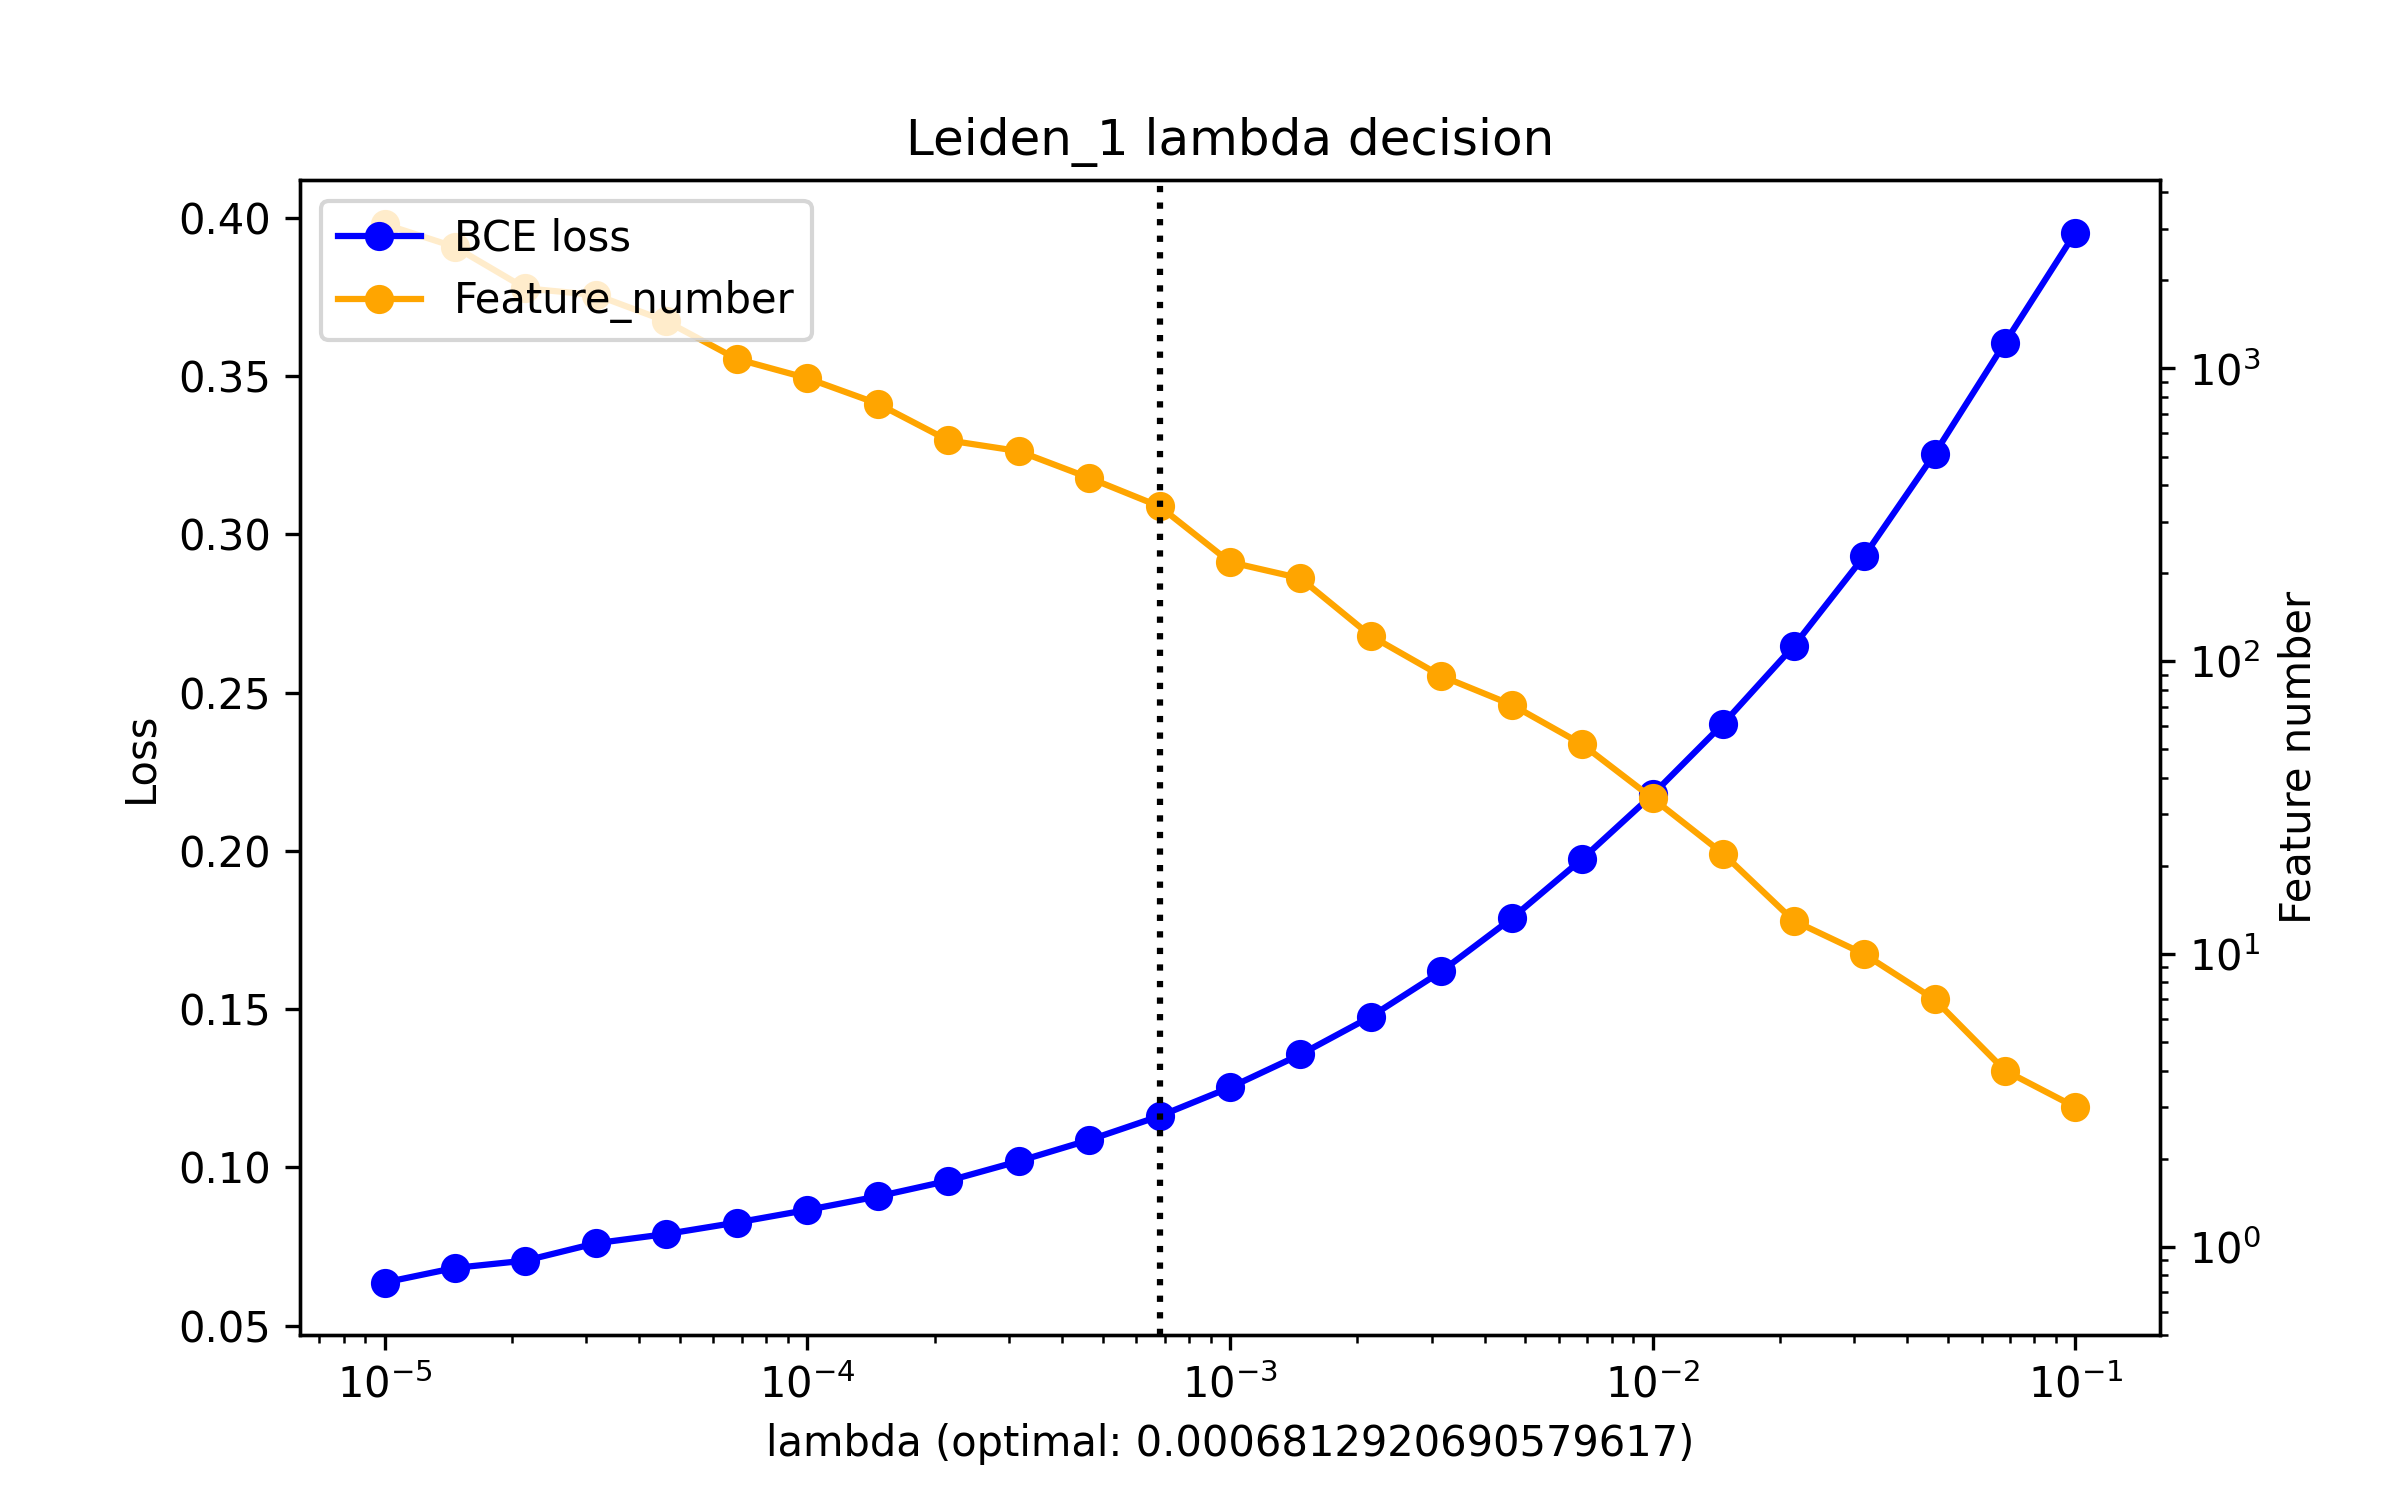 Leiden_1 lambda decision
BCE loss
Feature_number
0.40
0.35
0.30
0.25
0.20
0.15
0.10
0.05
Loss
10³
10²
10¹
10⁰
Feature number
10⁻⁵ 10⁻⁴ 10⁻³ 10⁻² 10⁻¹
lambda (optimal: 0.0006812920690579617)